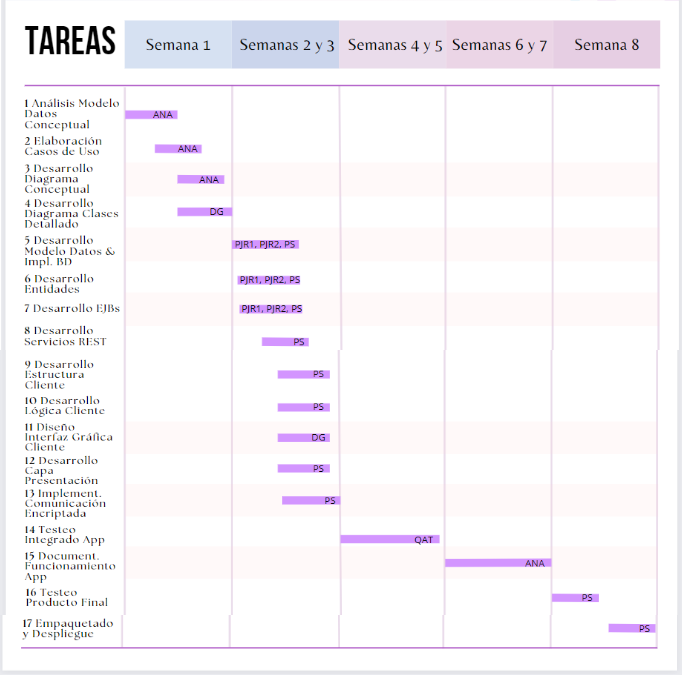 TAREAS
Semana 1
Semanas 2 y 3
Semanas 4 y 5
Semanas 6 y 7
Semana 8
1 Análisis Modelo
Datos
Conceptual
ANA
2 Elaboración
Casos de Uso
ANA
3 Desarrollo
Diagrama
Conceptual
ANA
4 Desarrollo
Diagrama Clases
Detallado
DG
5 Desarrollo
Modelo Datos &
Impl. BD
PJR1, PJR2, PS
6 Desarrollo
Entidades
PJR1, PJR2, PS
7 Desarrollo EJBs
PJR1, PJR2, PS
8 Desarrollo
Servicios REST
PS
9 Desarrollo
Estructura
Cliente
PS
10 Desarrollo
Lógica Cliente
PS
11 Diseño
Interfaz Gráfica
Cliente
DG
12 Desarrollo
Capa
Presentación
PS
13 Implement.
Comunicación
Encriptada
PS
14 Testeo
Integrado App
QAT
15 Document.
Funcionamiento
App
ANA
16 Testeo
Producto Final
PS
17 Empaquetado
y Despliegue
PS